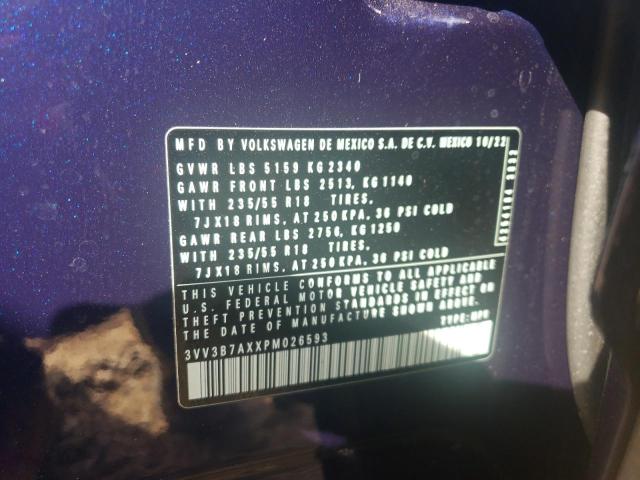 MFD BY VOLKSWAGEN DE MEXICO S.A. DE C.V. MEXICO 10/22
GVWR LBS 5159 KG 2340
GAWR FRONT LBS 2513, KG 1140
WITH 235/55 R18 TIRES,
7JX18 RIMS, AT 250 KPA, 36 PSI COLD
GAWR REAR LBS 2756, KG 1250
WITH 235/55 R18 TIRES,
7JX18 RIMS, AT 250 KPA, 36 PSI COLD
THIS VEHICLE CONFORMS TO ALL APPLICABLE
U.S. FEDERAL MOTOR VEHICLE SAFETY AND
THEFT PREVENTION STANDARDS IN EFFECT ON
THE DATE OF MANUFACTURE SHOWN ABOVE.
3VV3B7AXXPM026593 TYPE: MPV